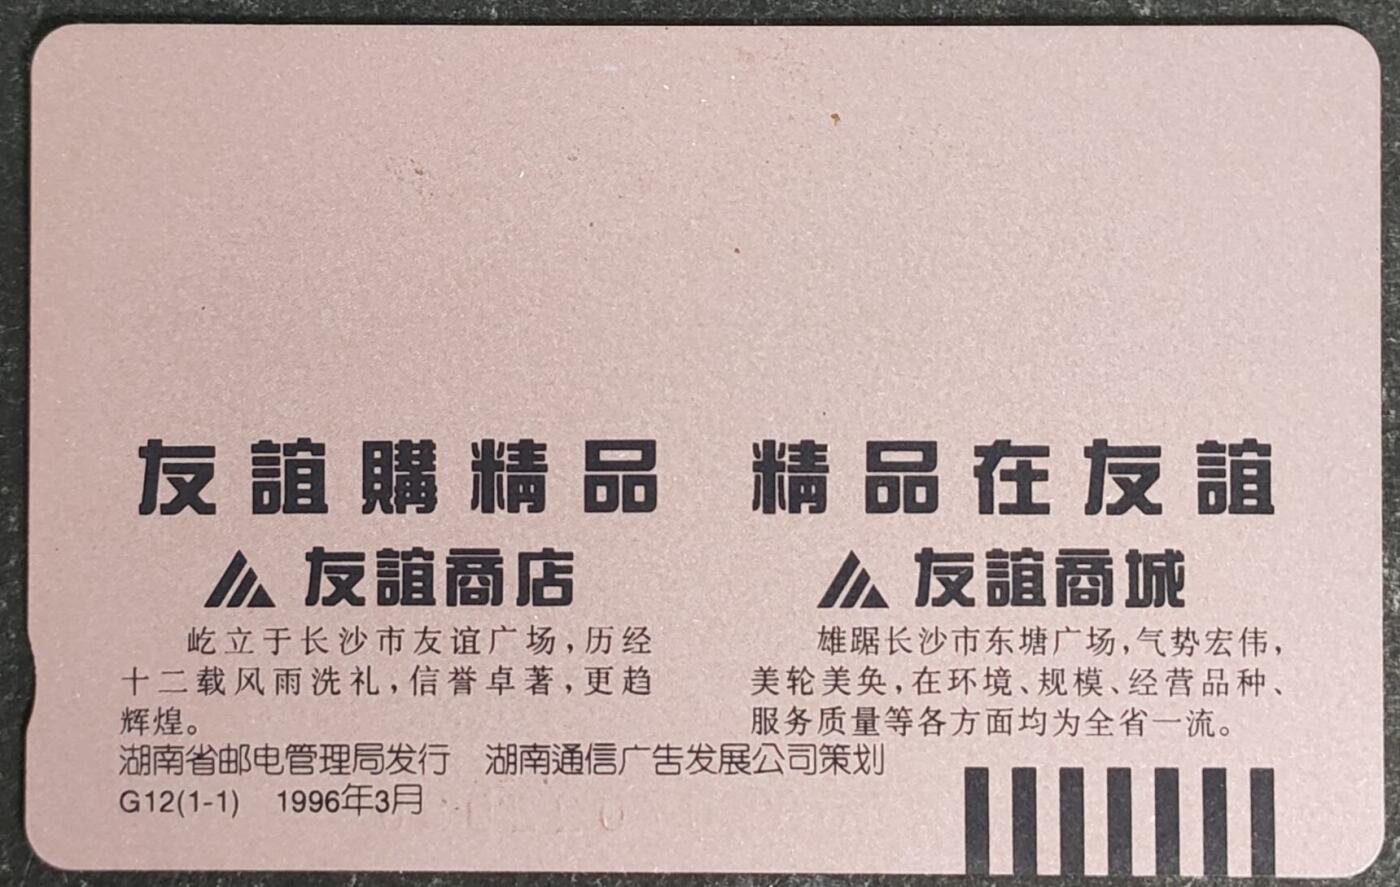 友誼購精品 精品在友誼
友誼商店
屹立于长沙市友谊广场，历经
十二载风雨洗礼，信誉卓著，更趋
辉煌。
友誼商城
雄踞长沙市东塘广场，气势宏伟，
美轮美奂，在环境、规模、经营品种、
服务质量等各方面均为全省一流。
湖南省邮电管理局发行 湖南通信广告发展公司策划
G12(1-1) 1996年3月